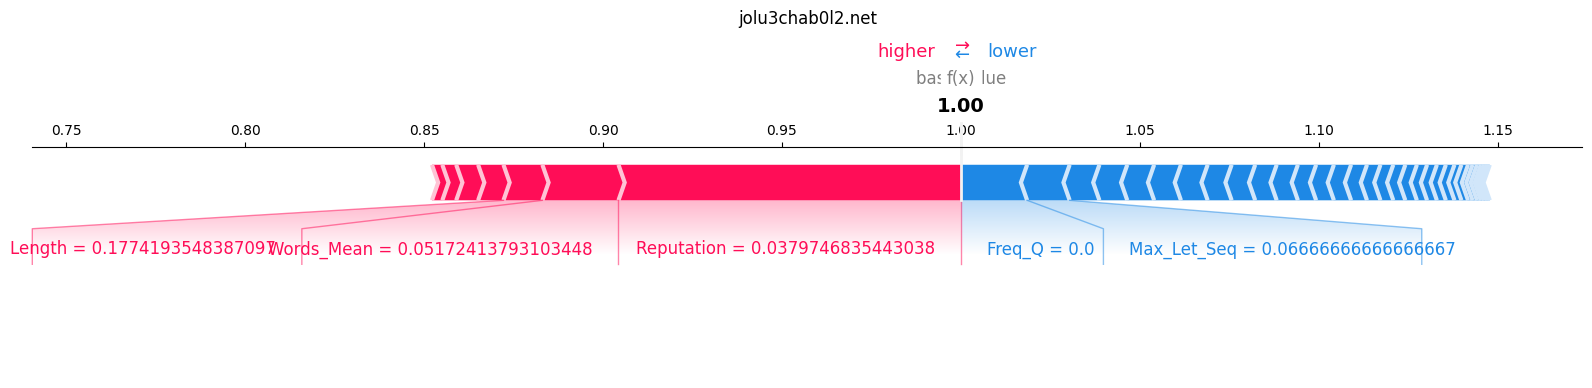 jolu3chab0l2.net
higher ⇄ lower
bas f(x) lue
1.00
0.75 0.80 0.85 0.90 0.95 1.00 1.05 1.10 1.15
Length = 0.1774193548387097 Words_Mean = 0.05172413793103448 Reputation = 0.0379746835443038 Freq_Q = 0.0 Max_Let_Seq = 0.06666666666666667